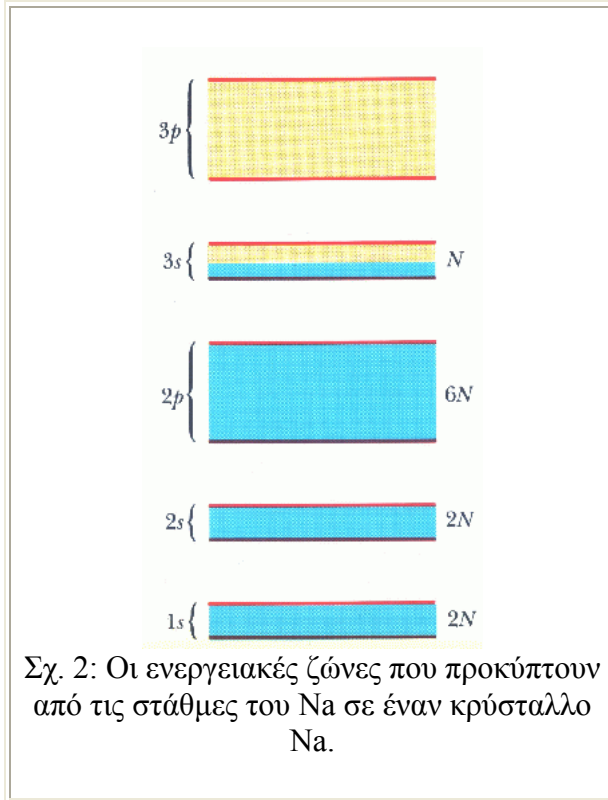 3p
3s N
2p 6N
2s 2N
1s 2N
Σχ. 2: Οι ενεργειακές ζώνες που προκύπτουν
από τις στάθμες του Na σε έναν κρύσταλλο
Na.